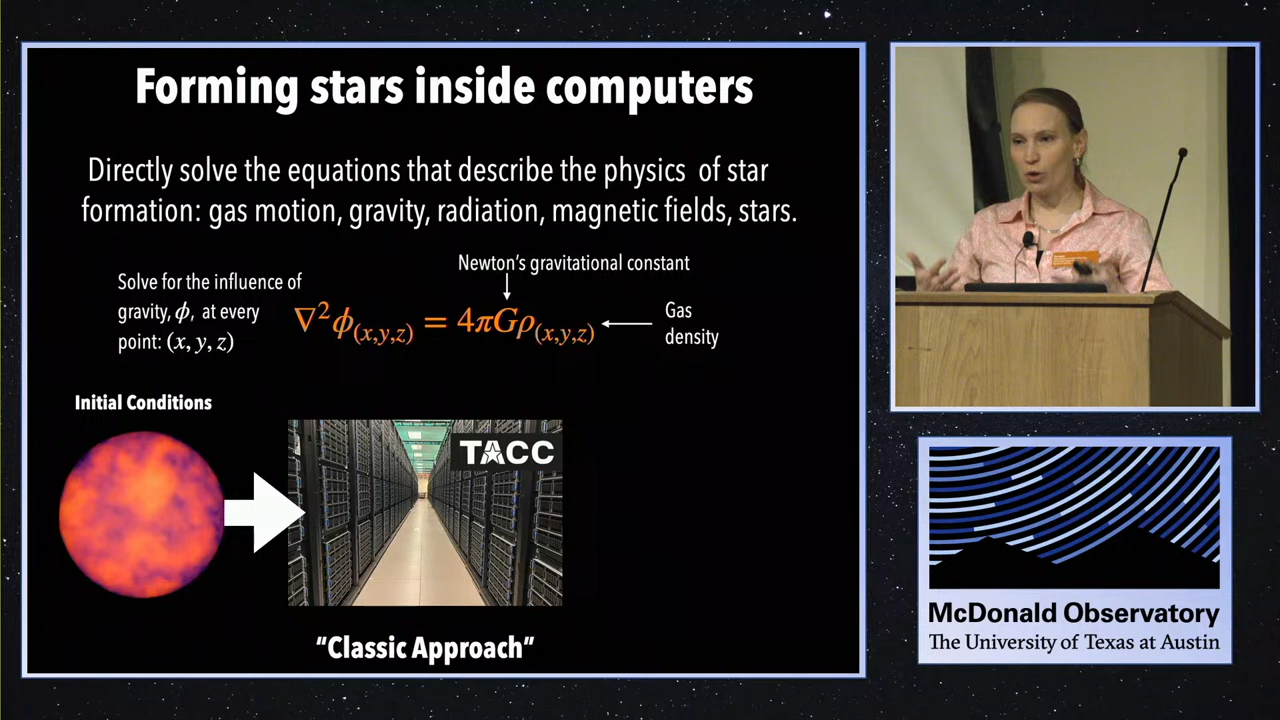 Forming stars inside computers
Directly solve the equations that describe the physics of star
formation: gas motion, gravity, radiation, magnetic fields, stars.
Newton's gravitational constant
Solve for the influence of
gravity, ϕ, at every
point: (x, y, z)
∇²ϕ(x,y,z) = 4πGρ(x,y,z)
Gas
density
Initial Conditions
TACC
"Classic Approach"
McDonald Observatory
The University of Texas at Austin